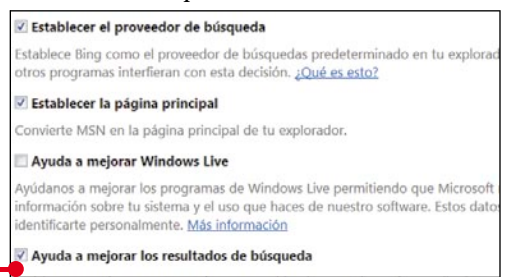 Establecer el proveedor de búsqueda
Establece Bing como el proveedor de búsquedas predeterminado en tu explorad
otros programas interfieran con esta decisión. ¿Qué es esto?
Establecer la página principal
Convierte MSN en la página principal de tu explorador.
Ayuda a mejorar Windows Live
Ayúdanos a mejorar los programas de Windows Live permitiendo que Microsoft
información sobre tu sistema y el uso que haces de nuestro software. Estos dato
identificarte personalmente. Más información
Ayuda a mejorar los resultados de búsqueda